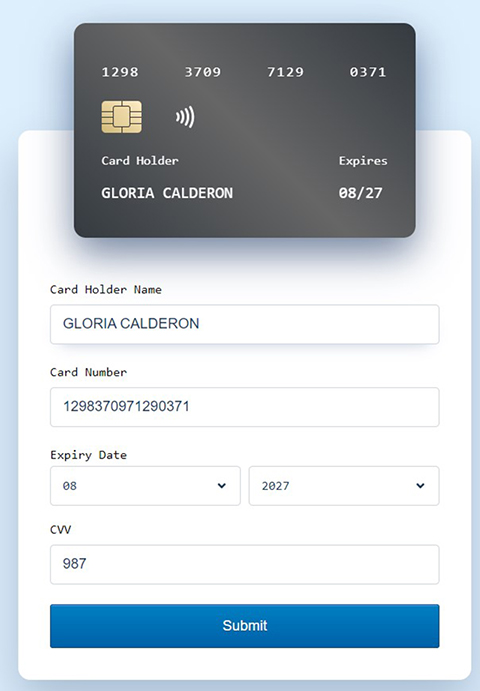 1298 3709 7129 0371
Card Holder Expires
GLORIA CALDERON 08/27
Card Holder Name
GLORIA CALDERON
Card Number
1298370971290371
Expiry Date
08 2027
CVV
987
Submit